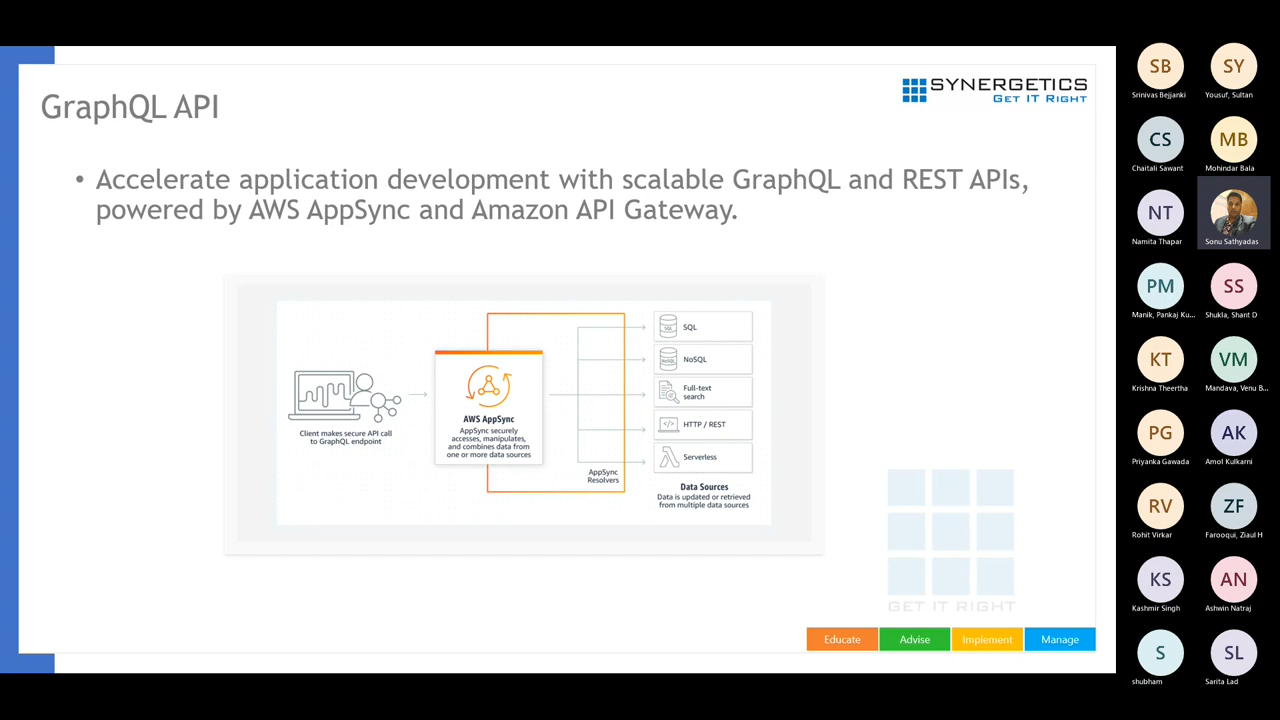 GraphQL API
SYNERGETICS
GET IT RIGHT
• Accelerate application development with scalable GraphQL and REST APIs,
powered by AWS AppSync and Amazon API Gateway.
Client makes secure API call
to GraphQL endpoint
AWS AppSync
AppSync securely
accesses, manipulates,
and combines data from
one or more data sources
AppSync
Resolvers
SQL
SQL
NoSQL
NoSQL
Full-text
search
HTTP / REST
Serverless
Data Sources
Data is updated or retrieved
from multiple data sources
GET IT RIGHT
Educate
Advise
Implement
Manage
SB
Srinivas Bejjanki
SY
Yousuf, Sultan
CS
Chaitali Sawant
MB
Mohindar Bala
NT
Namita Thapar
Sonu Sathyadas
PM
Manik, Pankaj Ku...
SS
Shukla, Shant D
KT
Krishna Theertha
VM
Mandava, Venu B...
PG
Priyanka Gawada
AK
Amol Kulkarni
RV
Rohit Virkar
ZF
Farooqui, Ziaul H
KS
Kashmir Singh
AN
Ashwin Natraj
S
shubham
SL
Sarita Lad